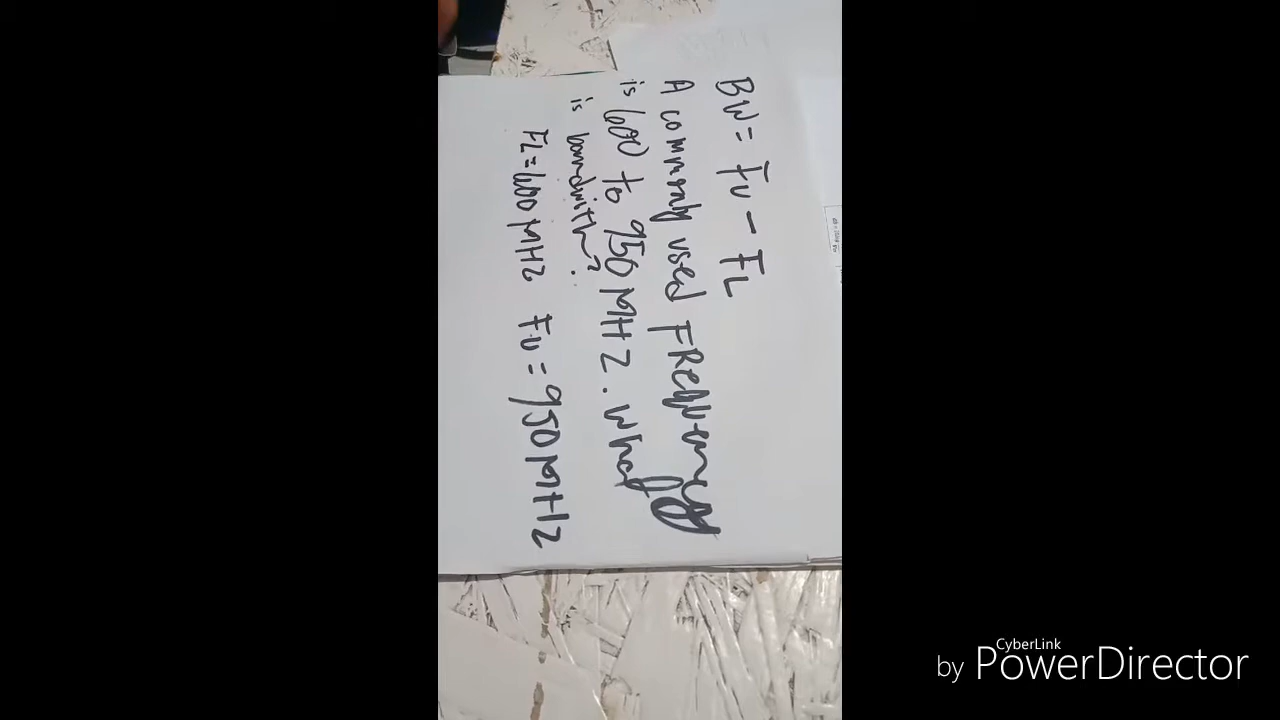 BW = FU - FL
A commonly used FRequency
is 600 to 950 MHZ. what
is bandwith?
FL = 600 MHZ FU = 950 MHZ
CyberLink
by PowerDirector